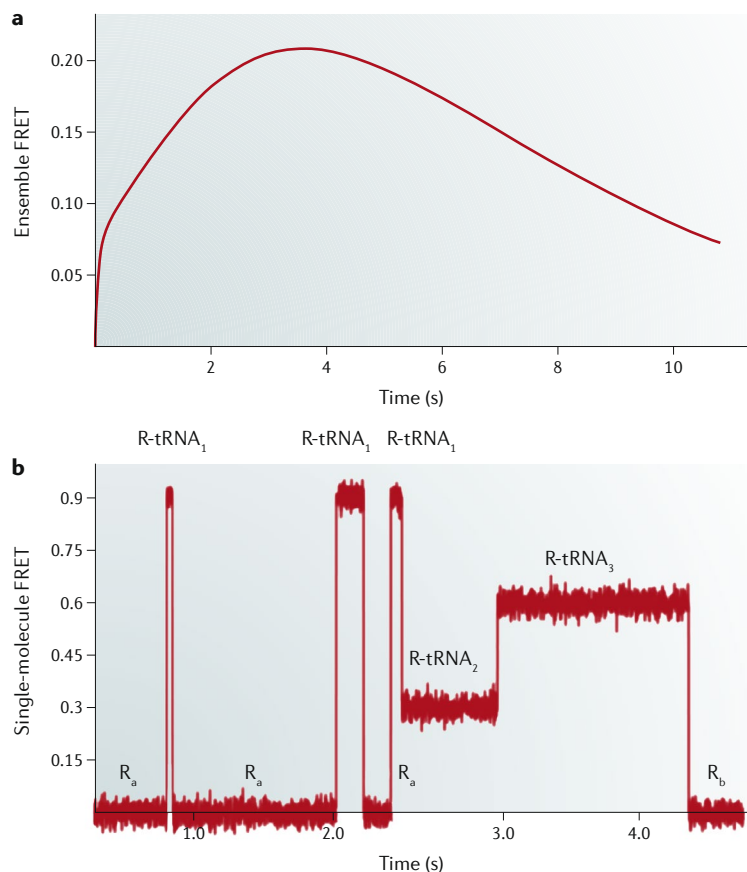 a
Ensemble FRET
0.20
0.15
0.10
0.05
2 4 6 8 10
Time (s)
R-tRNA₁ R-tRNA₁ R-tRNA₁
b
Single-molecule FRET
0.9
0.75
0.6
0.45
0.3
0.15
R-tRNA₃
R-tRNA₂
Rₐ Rₐ Rₐ R_b
1.0 2.0 3.0 4.0
Time (s)